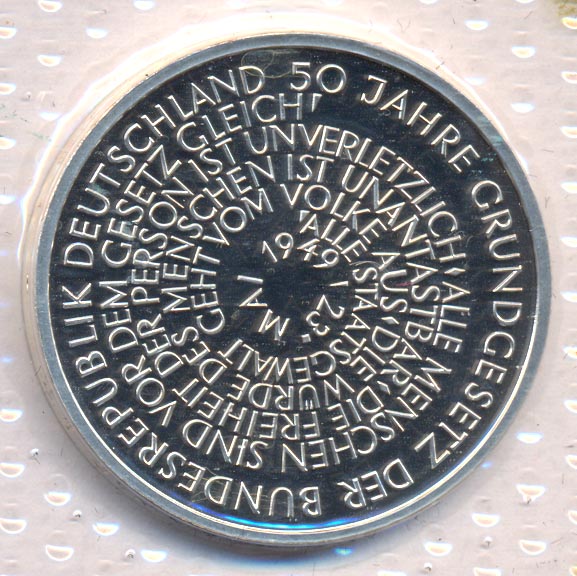 50 JAHRE GRUNDGESETZ DER BUNDESREPUBLIK DEUTSCHLAND
23. MAI 1949
'ALLE STAATSGEWALT GEHT VOM VOLKE AUS' DIE WÜRDE DES MENSCHEN IST UNANTASTBAR' DIE FREIHEIT DER PERSON IST UNVERLETZLICH' ALLE MENSCHEN SIND VOR DEM GESETZ GLEICH'